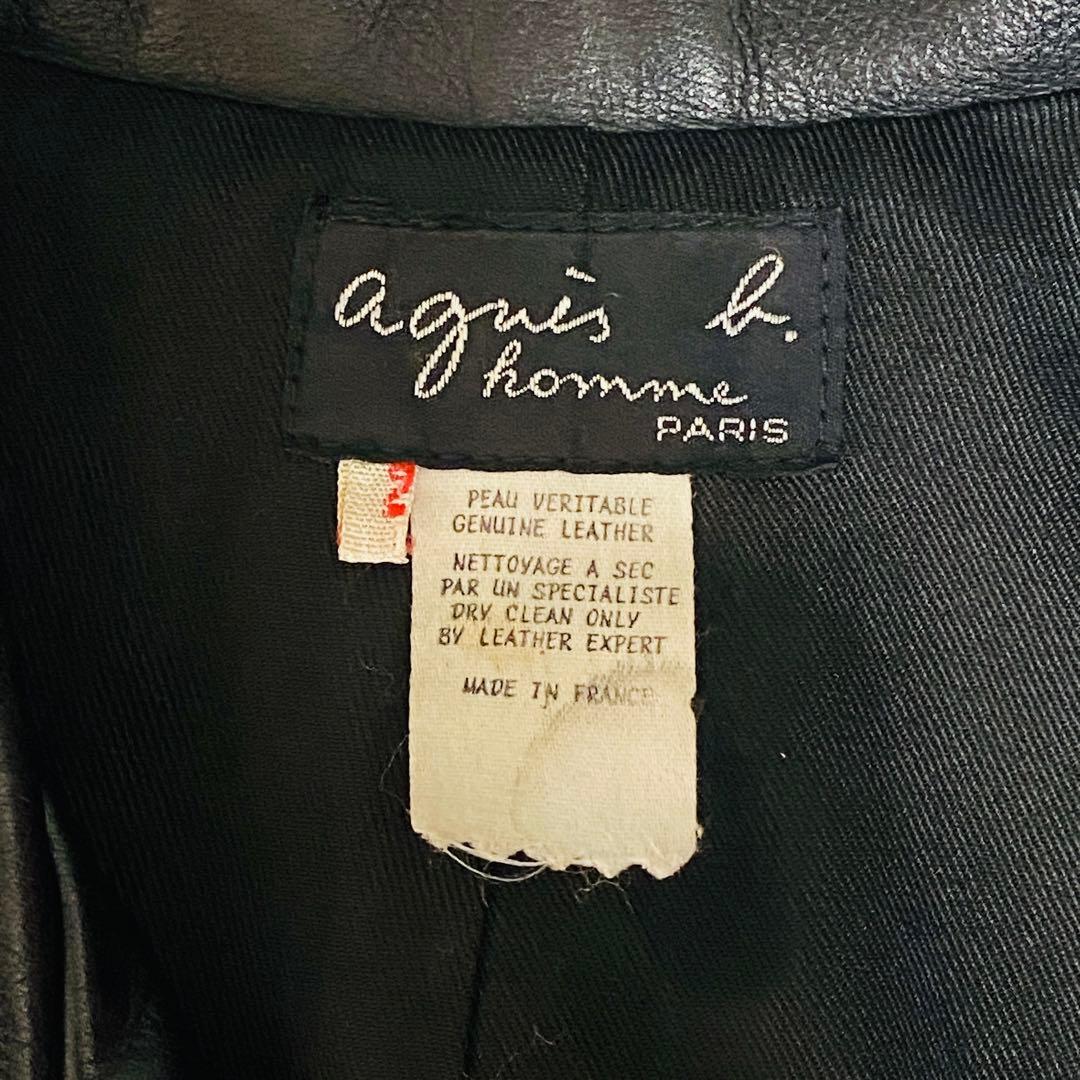 agnès b.
homme
PARIS
M
PEAU VERITABLE
GENUINE LEATHER
NETTOYAGE A SEC
PAR UN SPECIALISTE
DRY CLEAN ONLY
BY LEATHER EXPERT
MADE IN FRANCE